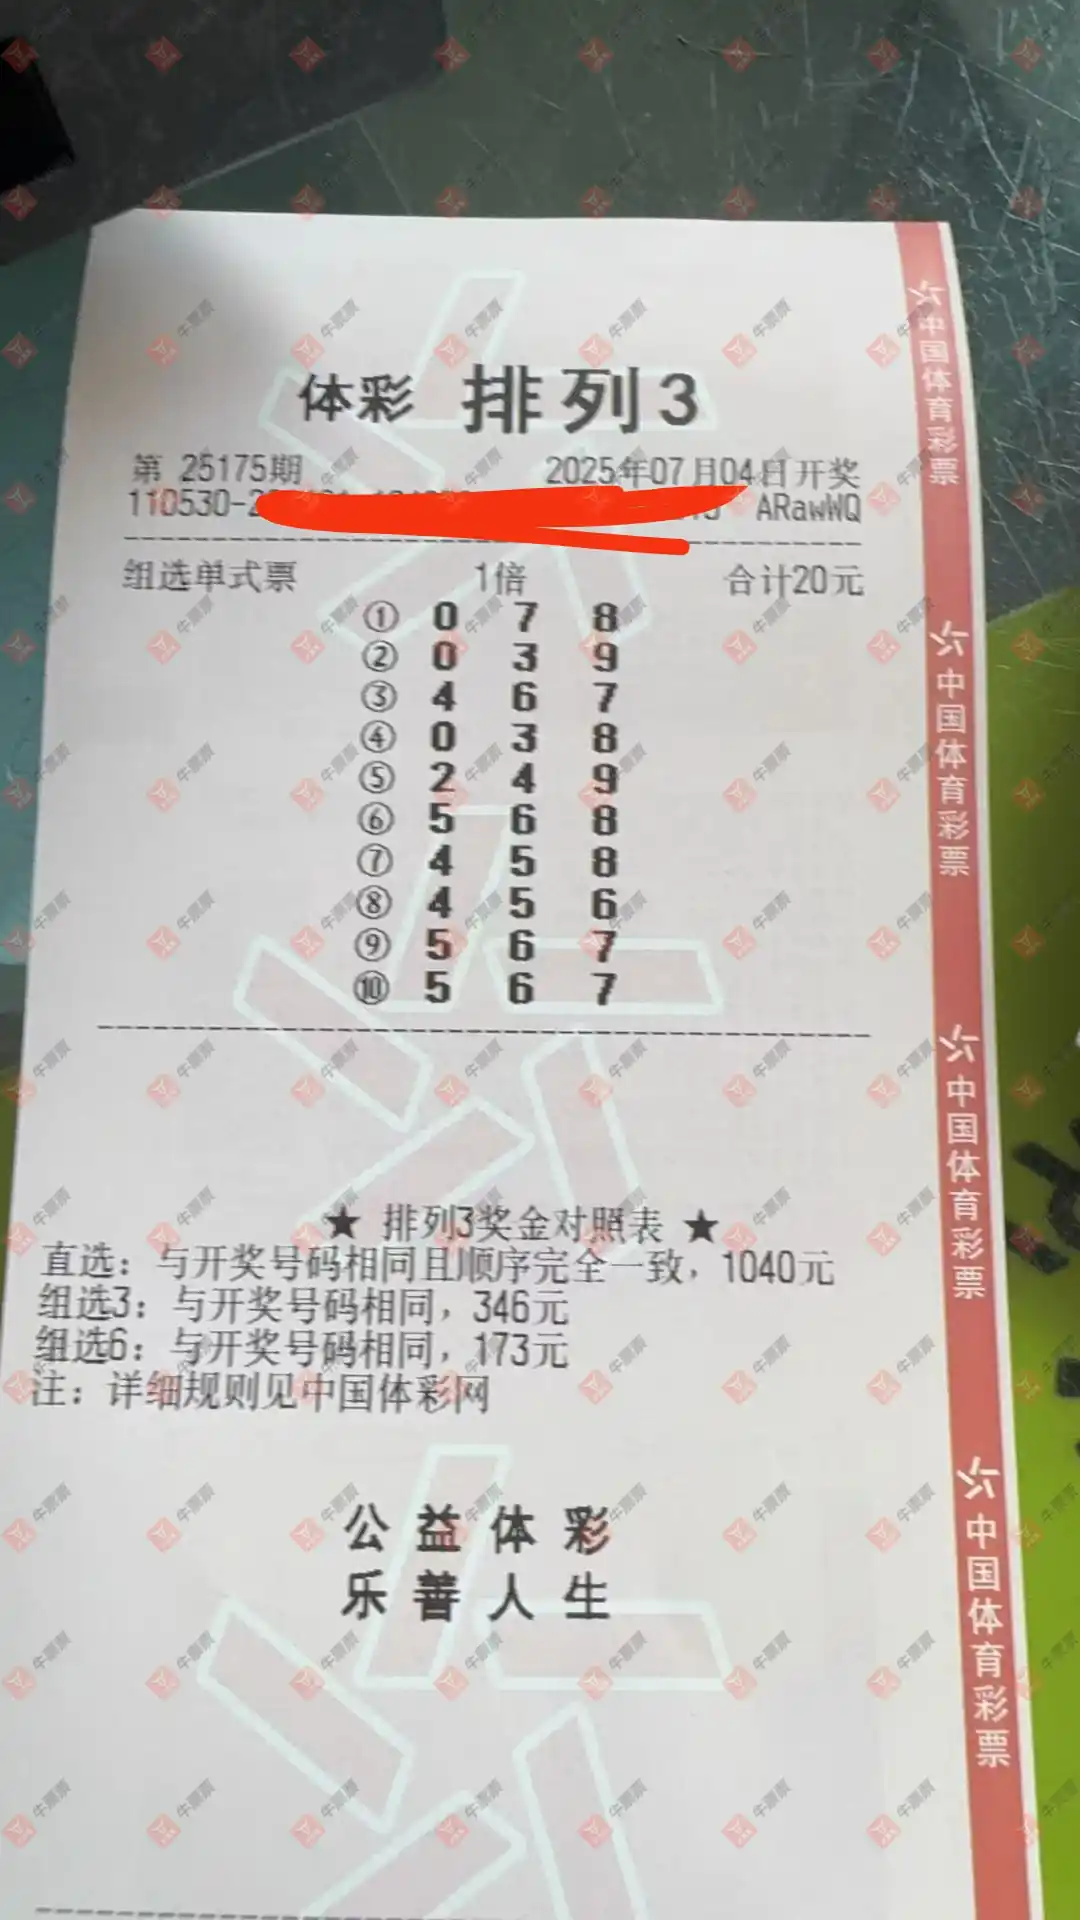 体彩 排列3
第 25175期 2025年07月04日开奖
110530-2 ARawWQ
组选单式票 1倍 合计20元
① 0 7 8
② 0 3 9
③ 4 6 7
④ 0 3 8
⑤ 2 4 9
⑥ 5 6 8
⑦ 4 5 8
⑧ 4 5 6
⑨ 5 6 7
⑩ 5 6 7
★ 排列3奖金对照表 ★
直选：与开奖号码相同且顺序完全一致，1040元
组选3：与开奖号码相同，346元
组选6：与开奖号码相同，173元
注：详细规则见中国体彩网
公益体彩
乐善人生
中国体育彩票
中国体育彩票
中国体育彩票
中国体育彩票
牛票票